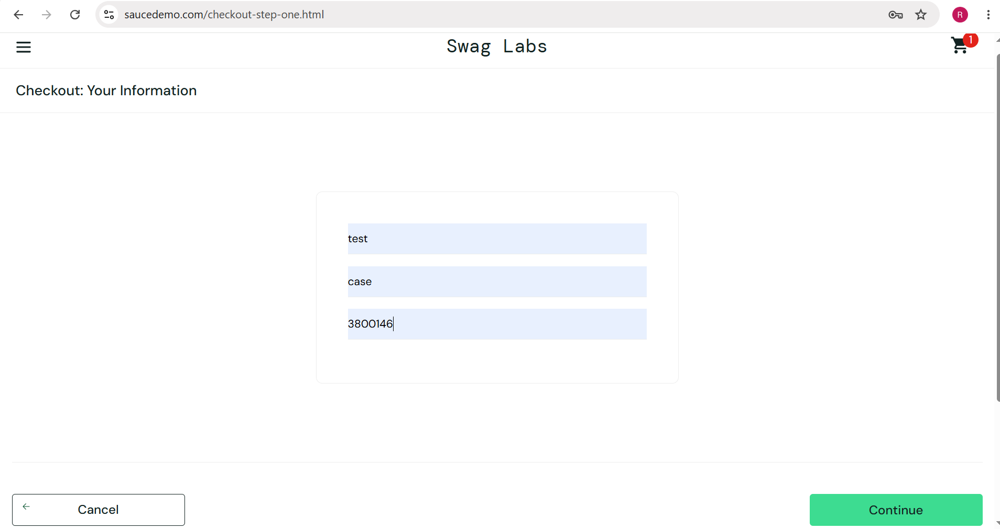 saucedemo.com/checkout-step-one.html
R
Swag Labs
1
Checkout: Your Information
test
case
3800146
Cancel
Continue